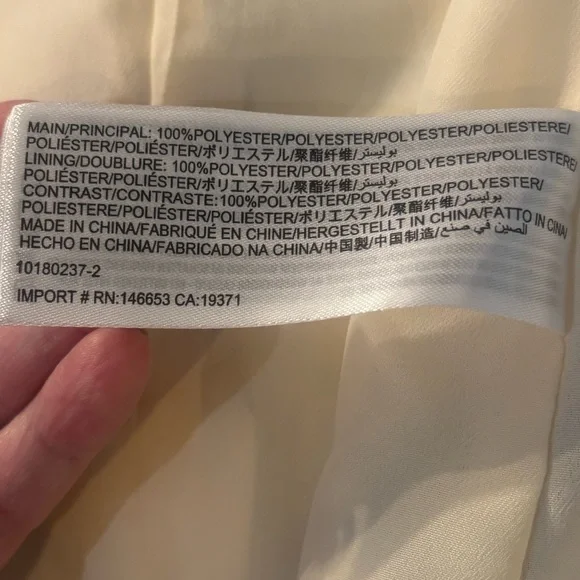 MAIN/PRINCIPAL: 100%POLYESTER/POLYESTER/POLYESTER/POLIESTERE/
POLIÉSTER/POLIÉSTER/ポリエステル/聚酯纤维/بوليستر
LINING/DOUBLURE: 100%POLYESTER/POLYESTER/POLYESTER/POLIESTERE/
POLIÉSTER/POLIÉSTER/ポリエステル/聚酯纤维/بوليستر
CONTRAST/CONTRASTE:100%POLYESTER/POLYESTER/POLYESTER/
POLIESTERE/POLIÉSTER/POLIÉSTER/ポリエステル/聚酯纤维/بوليستر
MADE IN CHINA/FABRIQUÉ EN CHINE/HERGESTELLT IN CHINA/FATTO IN CINA/
HECHO EN CHINA/FABRICADO NA CHINA/中国製/中国制造/صنع في الصين
10180237-2
IMPORT # RN:146653 CA:19371